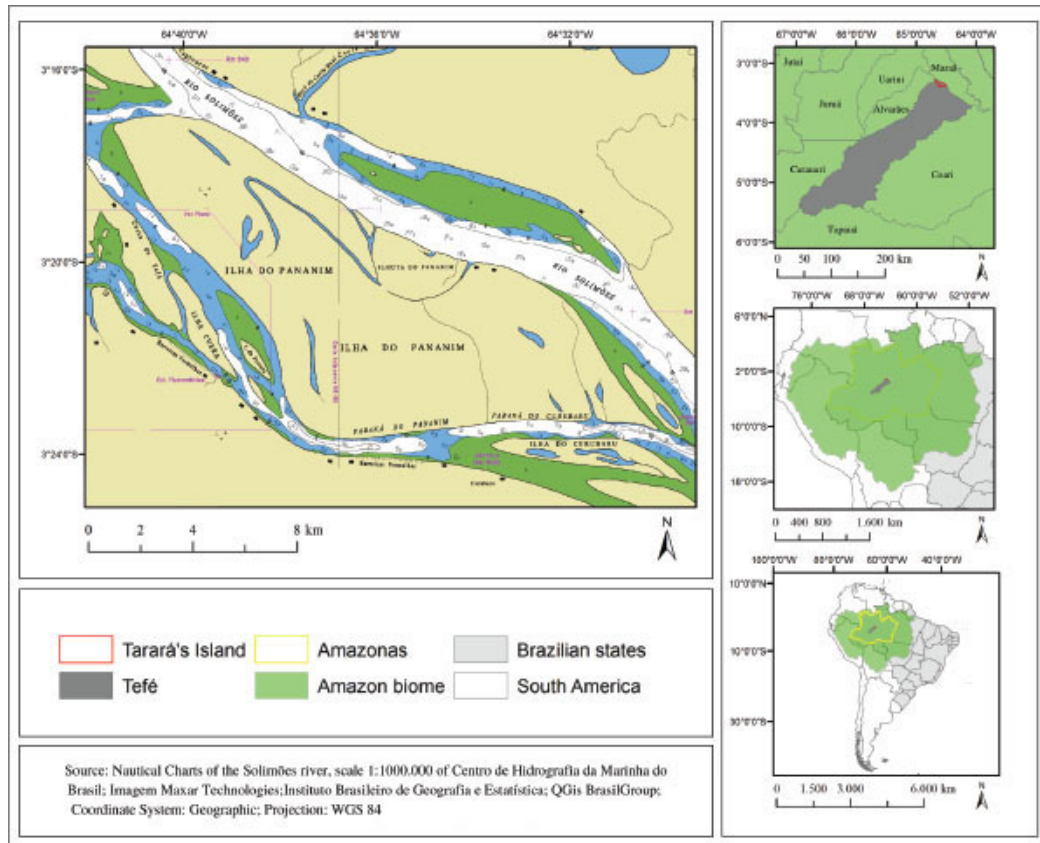 64°40'0"W
64°36'0"W
64°32'0"W
3°16'0"S
3°20'0"S
3°24'0"S
RIO SOLIMÕES
ILHA DO PANANIM
ILHOTA DO PANANIM
RIO SOLIMÕES
ILHA CUERA
ILHA DO PANANIM
PARANÁ DO PANANIM
PARANÁ DO CURUBARU
ILHA DO CURUBARU
0 2 4 8 km
N
Tarará's Island
Amazonas
Brazilian states
Tefé
Amazon biome
South America
Source: Nautical Charts of the Solimões river, scale 1:1000.000 of Centro de Hidrografia da Marinha do
Brasil; Imagem Maxar Technologies;Instituto Brasileiro de Geografia e Estatística; QGis BrasilGroup;
Coordinate System: Geographic; Projection: WGS 84
67°0'0"W
66°0'0"W
65°0'0"W
64°0'0"W
3°0'0"S
4°0'0"S
5°0'0"S
6°0'0"S
Jutaí
Uarini
Maraã
Juruá
Alvarães
Carauari
Coari
Tapauá
0 50 100 200 km
N
76°0'0"W
68°0'0"W
60°0'0"W
52°0'0"W
6°0'0"N
2°0'0"S
10°0'0"S
18°0'0"S
0 400 800 1.600 km
N
100°0'0"W
80°0'0"W
60°0'0"W
40°0'0"W
10°0'0"N
10°0'0"S
30°0'0"S
0 1.500 3.000 6.000 km
N